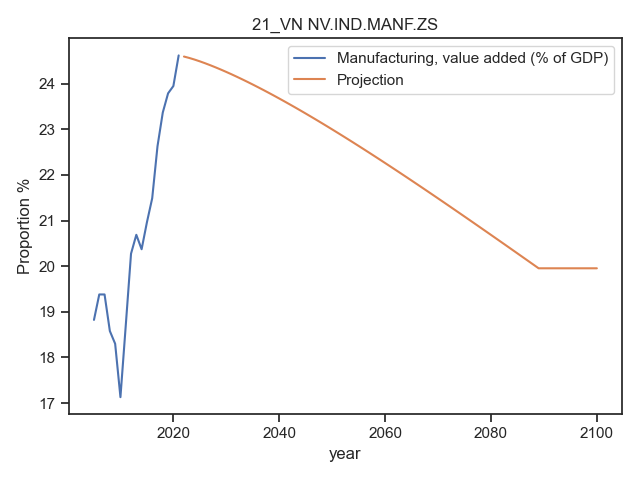 21_VN NV.IND.MANF.ZS
Manufacturing, value added (% of GDP)
Projection
Proportion %
24
23
22
21
20
19
18
17
2020
2040
2060
2080
2100
year